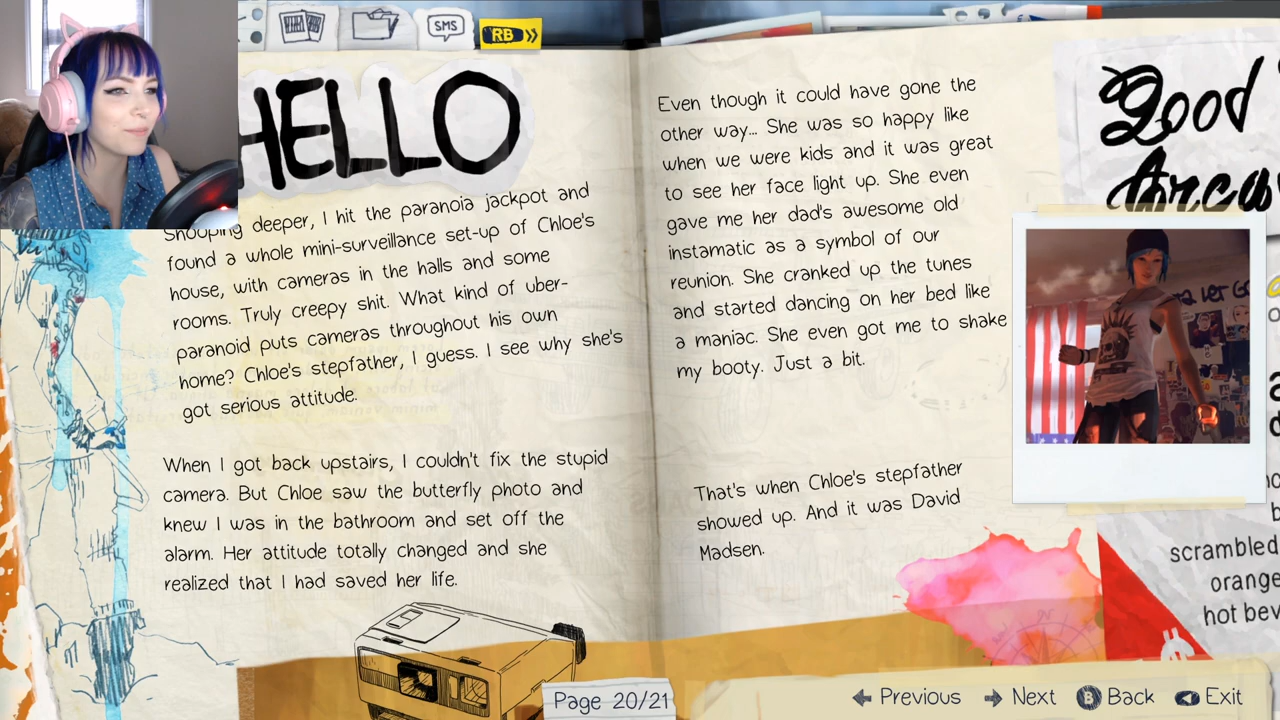 SMS
RB
HELLO
Snooping deeper, I hit the paranoia jackpot and
found a whole mini-surveillance set-up of Chloe's
house, with cameras in the halls and some
rooms. Truly creepy shit. What kind of uber-
paranoid puts cameras throughout his own
home? Chloe's stepfather, I guess. I see why she's
got serious attitude.
When I got back upstairs, I couldn't fix the stupid
camera. But Chloe saw the butterfly photo and
knew I was in the bathroom and set off the
alarm. Her attitude totally changed and she
realized that I had saved her life.
Even though it could have gone the
other way... She was so happy like
when we were kids and it was great
to see her face light up. She even
gave me her dad's awesome old
instamatic as a symbol of our
reunion. She cranked up the tunes
and started dancing on her bed like
a maniac. She even got me to shake
my booty. Just a bit.
That's when Chloe's stepfather
showed up. And it was David
Madsen.
Good
scrambled
orange
hot bev
$
Page 20/21
Previous
Next
B Back
Exit